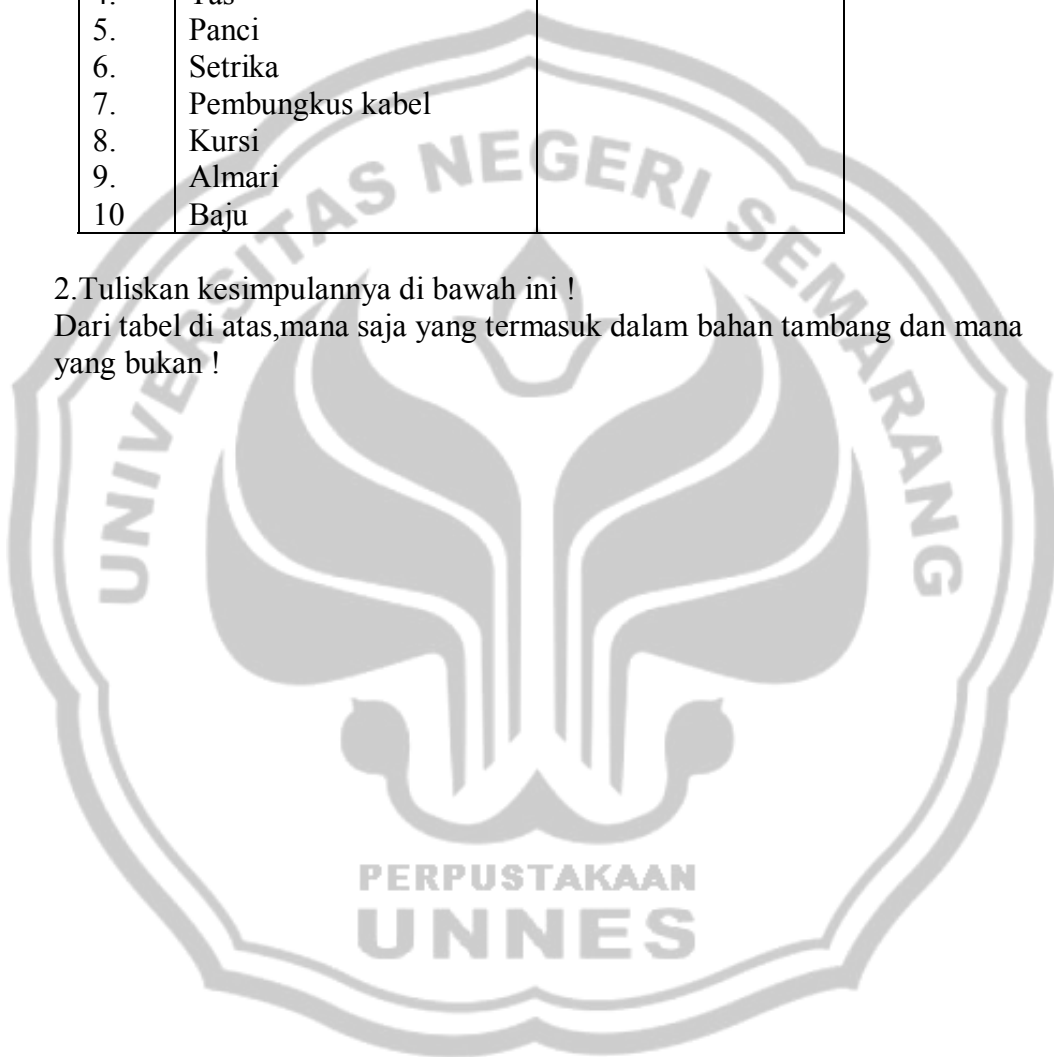 4. Tas
5. Panci
6. Setrika
7. Pembungkus kabel
8. Kursi
9. Almari
10 Baju
2.Tuliskan kesimpulannya di bawah ini !
Dari tabel di atas,mana saja yang termasuk dalam bahan tambang dan mana
yang bukan !
UNIVERSITAS NEGERI SEMARANG
PERPUSTAKAAN
UNNES